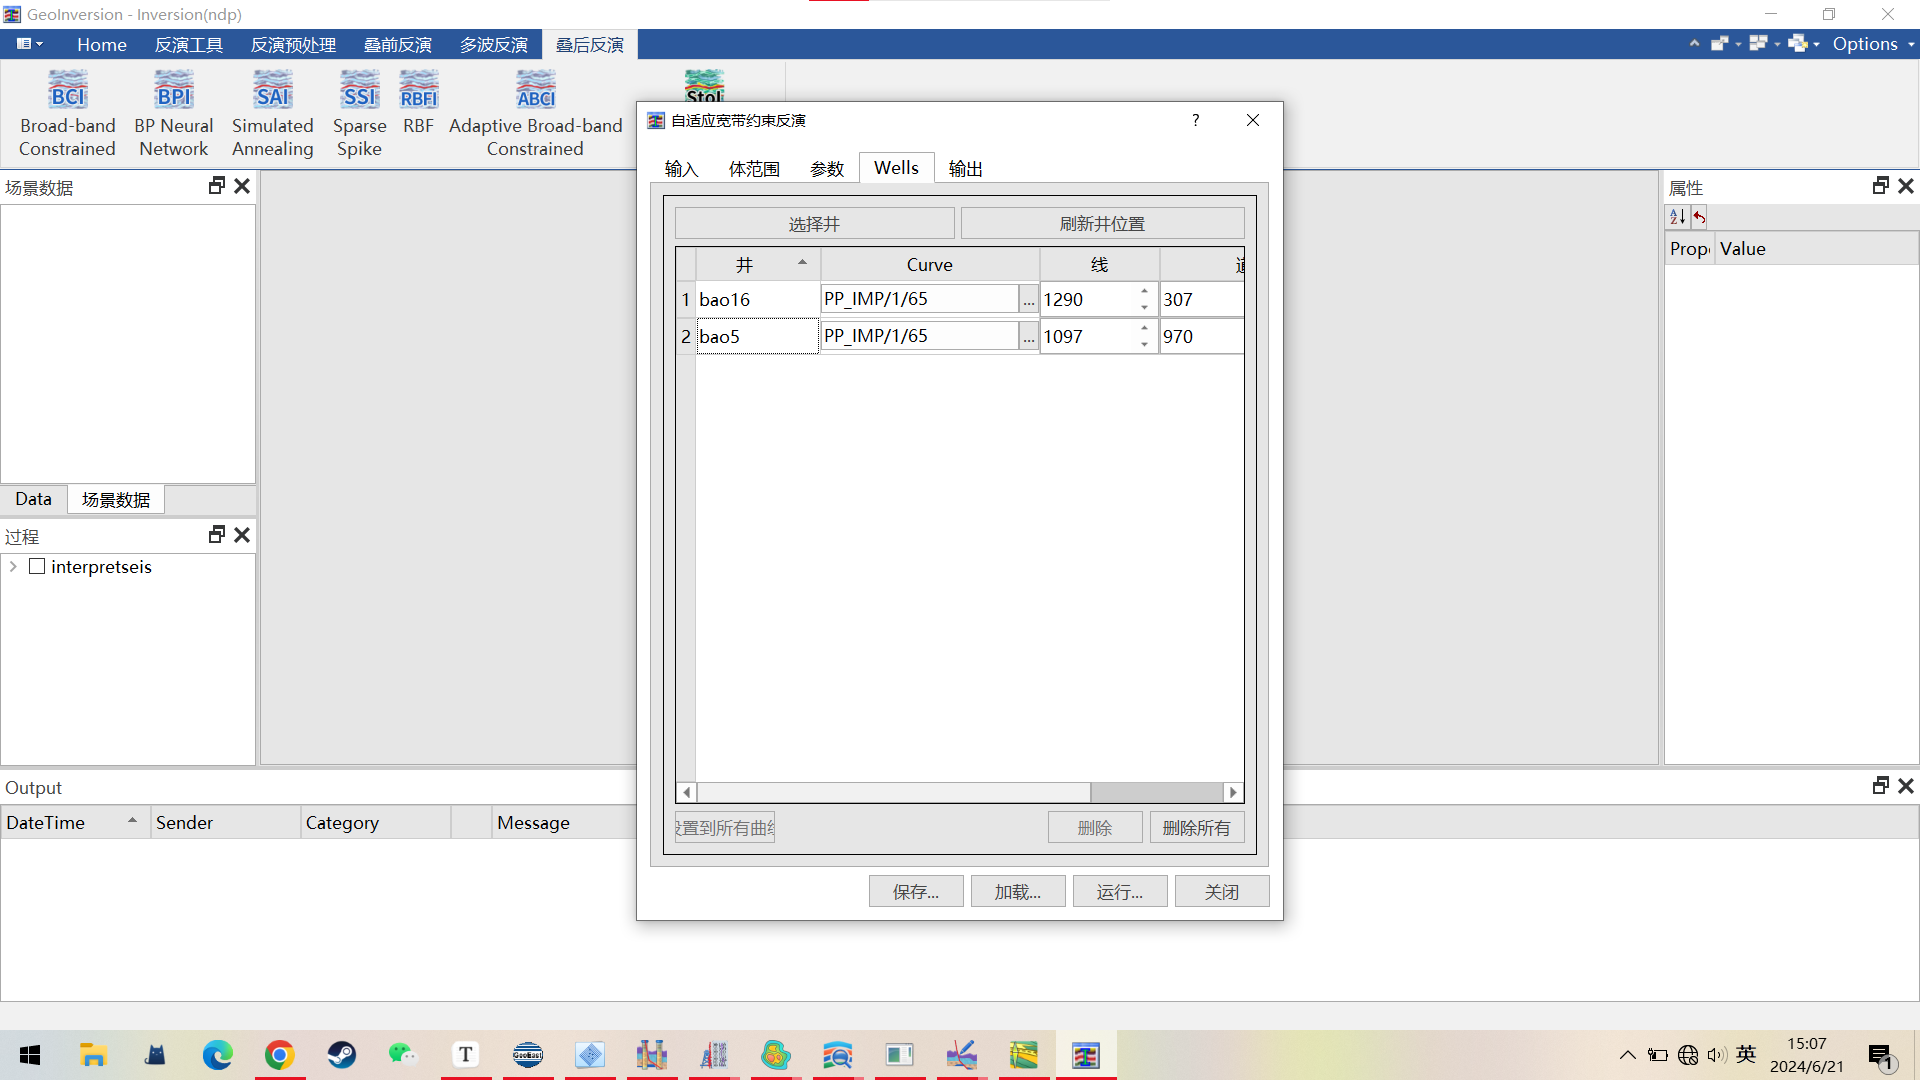 GeoInversion - Inversion(ndp)
Home 反演工具 反演预处理 叠前反演 多波反演 叠后反演 Options
BCI BPI SAI SSI RBFI ABCI Stol
Broad-band Constrained
BP Neural Network
Simulated Annealing
Sparse Spike
RBF
Adaptive Broad-band Constrained
自适应宽带约束反演 ?
输入 体范围 参数 Wells 输出
选择井 刷新井位置
井 Curve 线
1 bao16 PP_IMP/1/65 ... 1290 307
2 bao5 PP_IMP/1/65 ... 1097 970
置到所有曲
删除 删除所有
保存... 加载... 运行... 关闭
场景数据
Data 场景数据
过程
interpretseis
属性
Prop Value
Output
DateTime Sender Category Message
T GeoEast
英
15:07
2024/6/21
1